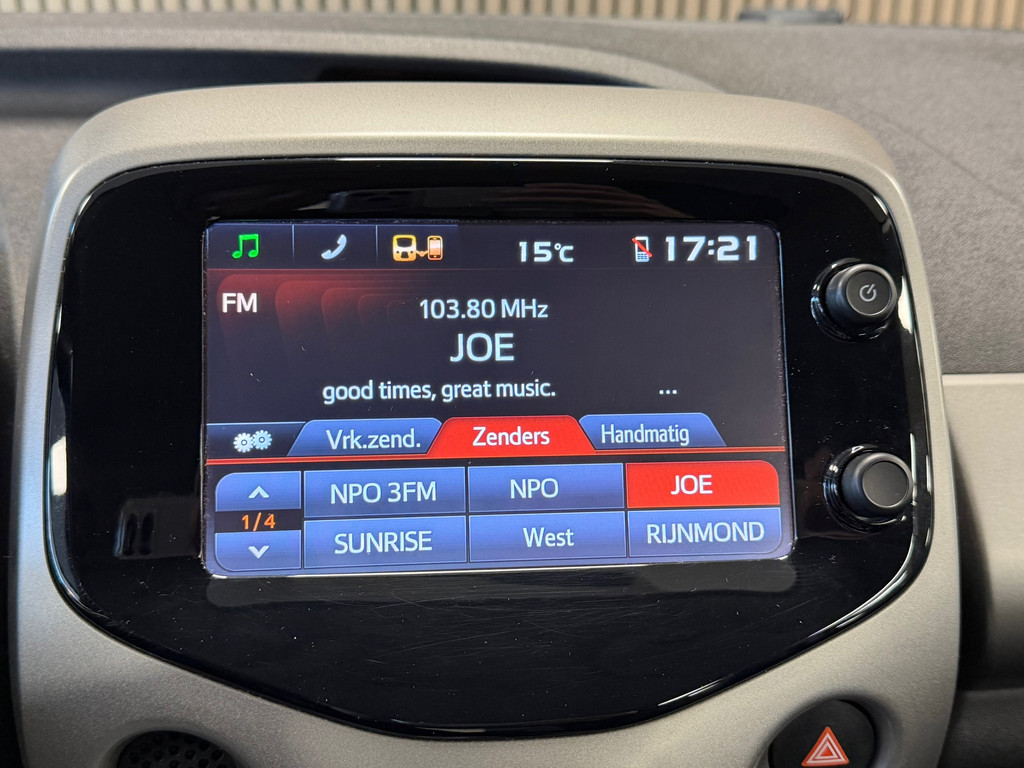 15°C 17:21
FM
103.80 MHz
JOE
good times, great music. ...
Vrk.zend. Zenders Handmatig
NPO 3FM NPO JOE
1/4
SUNRISE West RIJNMOND